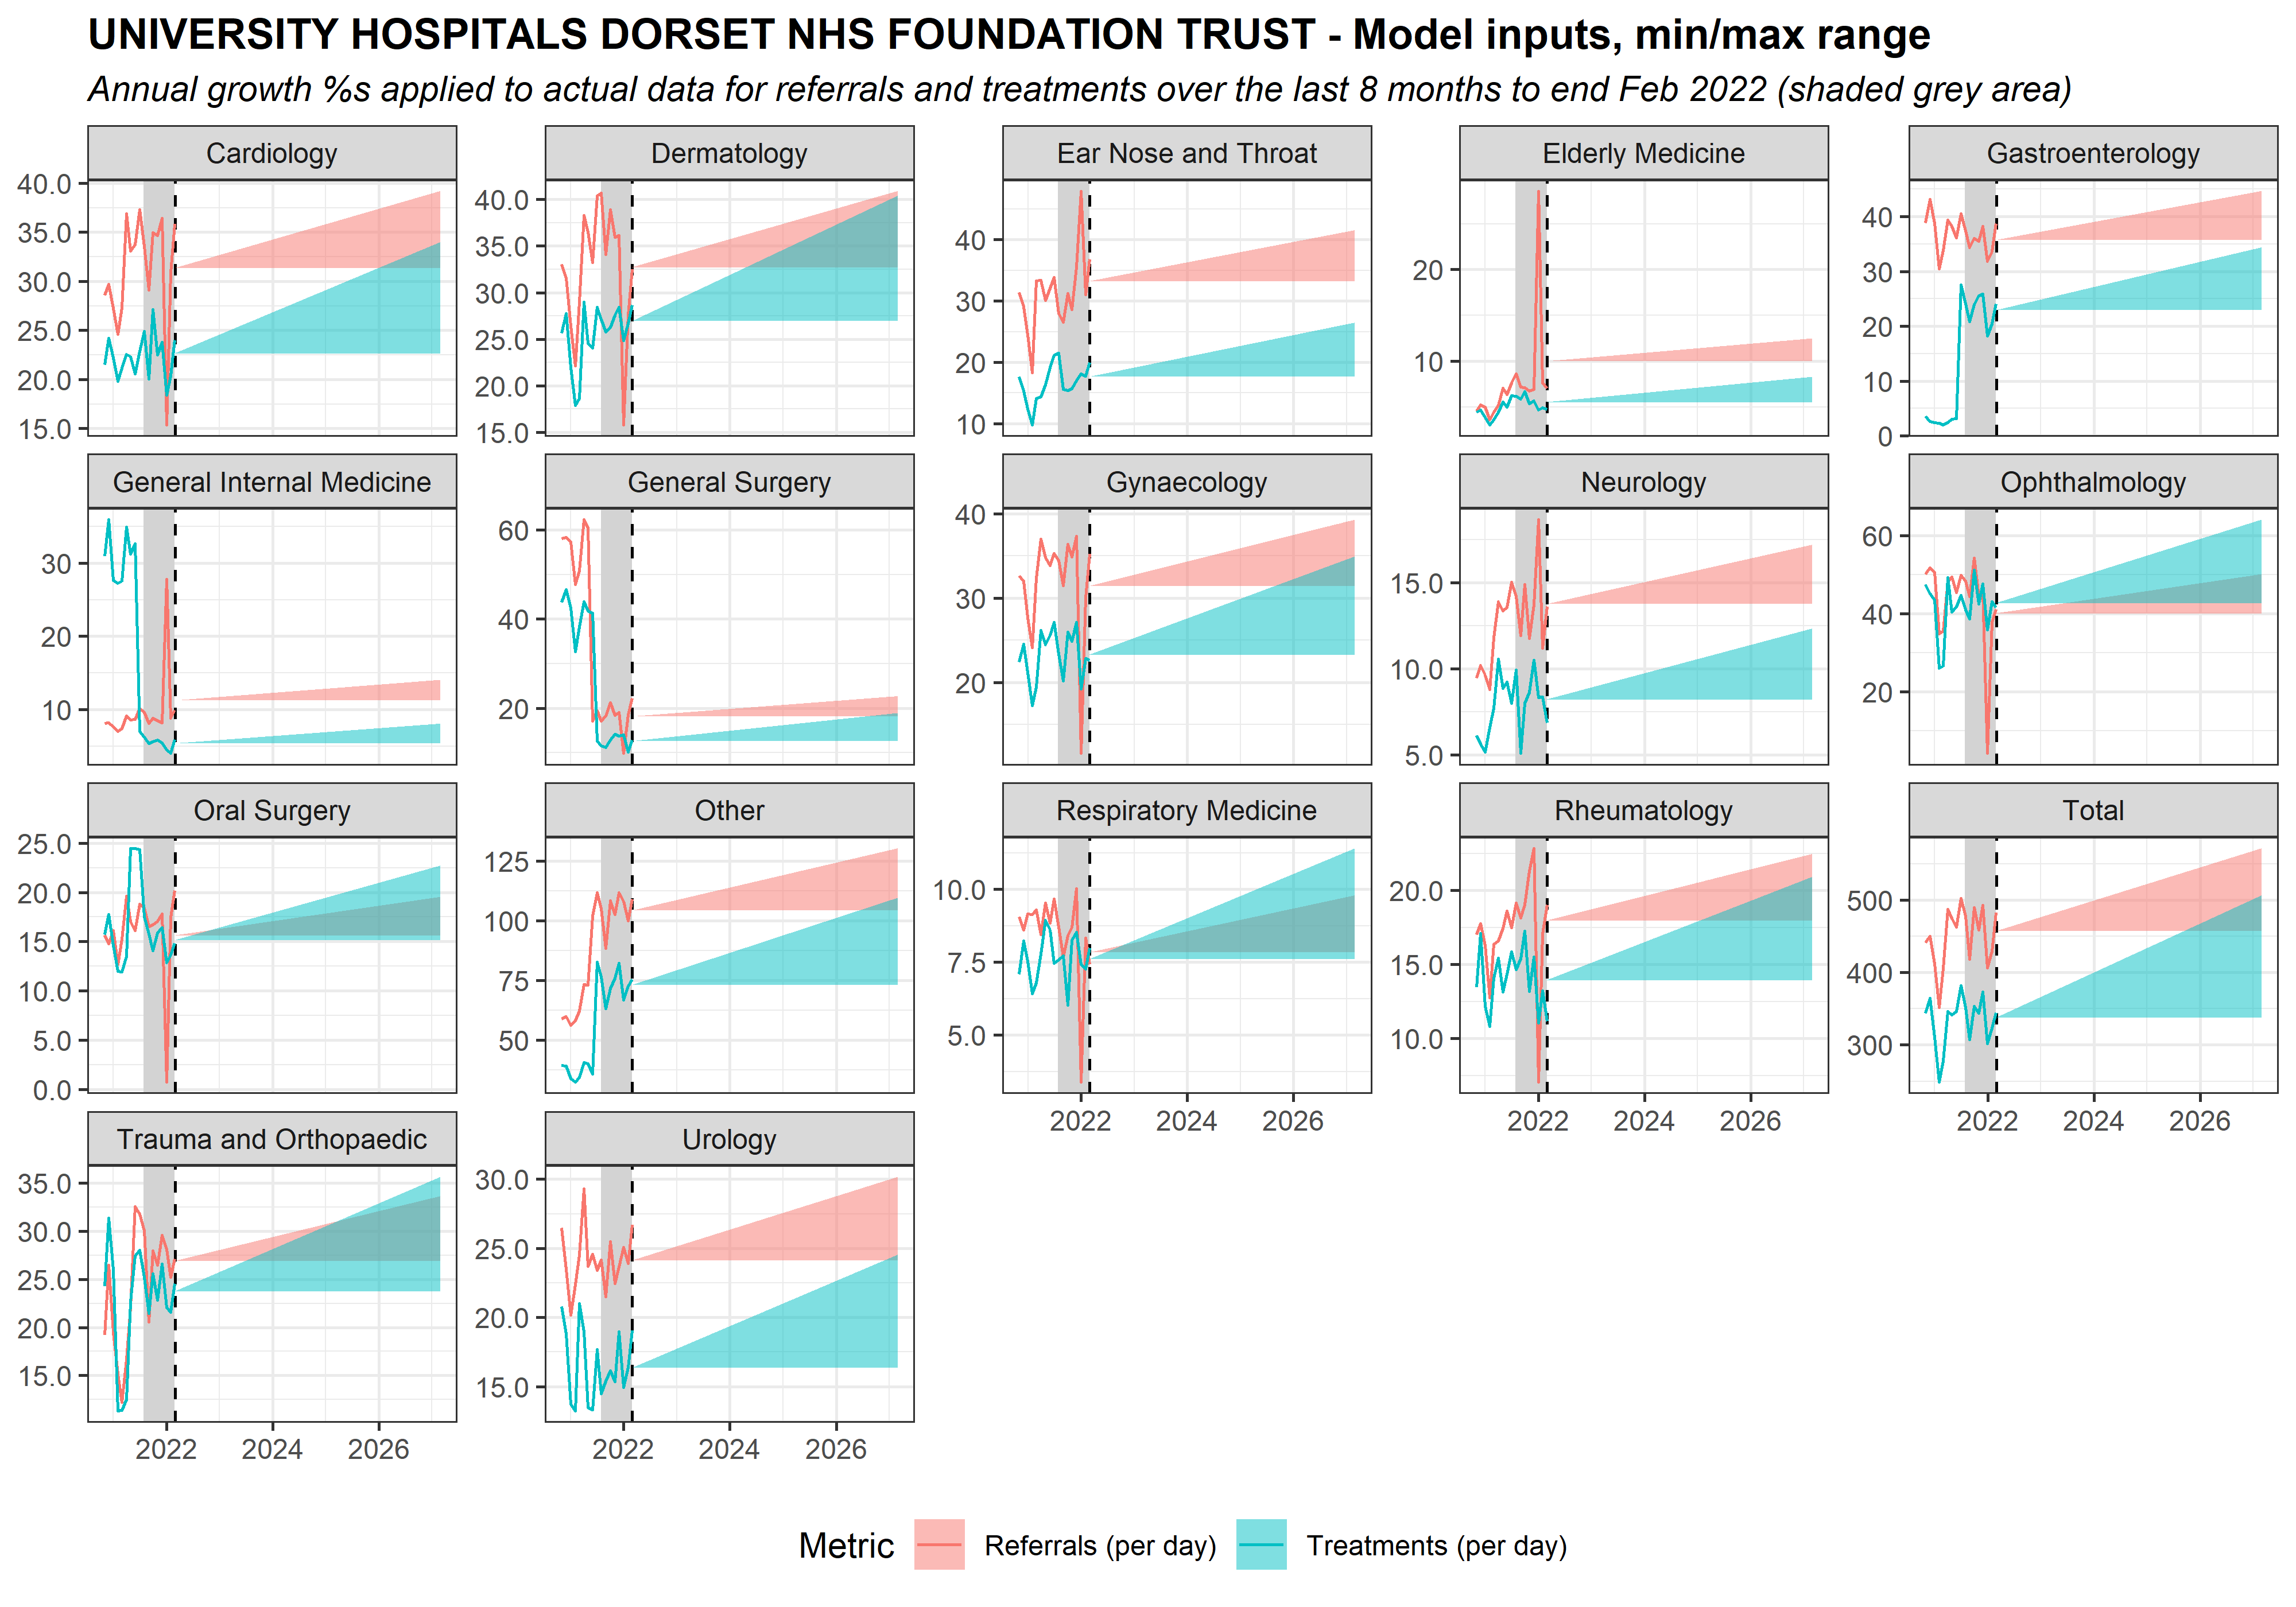 UNIVERSITY HOSPITALS DORSET NHS FOUNDATION TRUST - Model inputs, min/max range
Annual growth %s applied to actual data for referrals and treatments over the last 8 months to end Feb 2022 (shaded grey area)
Cardiology
40.0
35.0
30.0
25.0
20.0
15.0
Dermatology
40.0
35.0
30.0
25.0
20.0
15.0
Ear Nose and Throat
40
30
20
10
Elderly Medicine
20
10
Gastroenterology
40
30
20
10
0
General Internal Medicine
30
20
10
General Surgery
60
40
20
Gynaecology
40
30
20
Neurology
15.0
10.0
5.0
Ophthalmology
60
40
20
Oral Surgery
25.0
20.0
15.0
10.0
5.0
0.0
Other
125
100
75
50
Respiratory Medicine
10.0
7.5
5.0
2022 2024 2026
Rheumatology
20.0
15.0
10.0
2022 2024 2026
Total
500
400
300
2022 2024 2026
Trauma and Orthopaedic
35.0
30.0
25.0
20.0
15.0
2022 2024 2026
Urology
30.0
25.0
20.0
15.0
2022 2024 2026
Metric Referrals (per day) Treatments (per day)